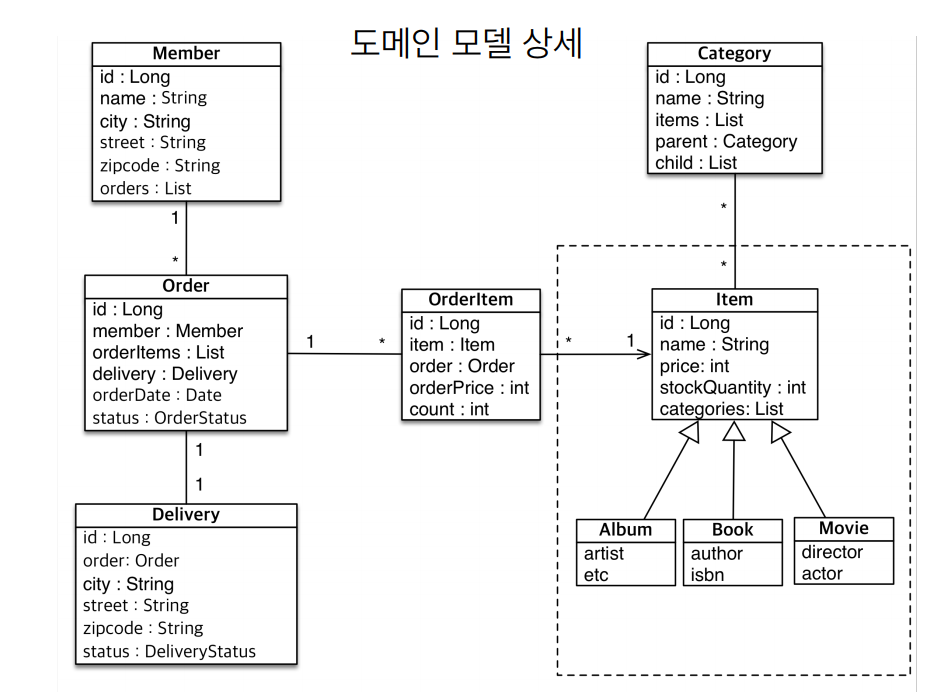 도메인 모델 상세
Member
id : Long
name : String
city : String
street : String
zipcode : String
orders : List
Category
id : Long
name : String
items : List
parent : Category
child : List
1
*
*
*
Order
id : Long
member : Member
orderItems : List
delivery : Delivery
orderDate : Date
status : OrderStatus
1
*
OrderItem
id : Long
item : Item
order : Order
orderPrice : int
count : int
*
1
Item
id : Long
name : String
price: int
stockQuantity : int
categories: List
1
1
Delivery
id : Long
order: Order
city : String
street : String
zipcode : String
status : DeliveryStatus
Album
artist
etc
Book
author
isbn
Movie
director
actor